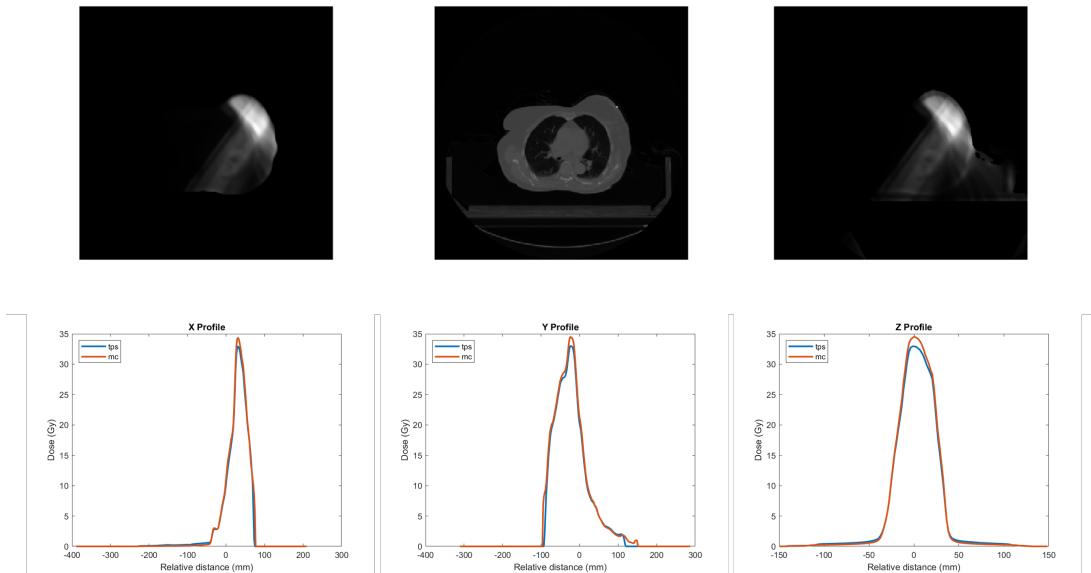 X Profile
35
30
25
20
15
10
5
0
Dose (Gy)
tps
mc
-400 -300 -200 -100 0 100 200 300
Relative distance (mm)
Y Profile
35
30
25
20
15
10
5
0
Dose (Gy)
tps
mc
-400 -300 -200 -100 0 100 200 300
Relative distance (mm)
Z Profile
35
30
25
20
15
10
5
0
Dose (Gy)
tps
mc
-150 -100 -50 0 50 100 150
Relative distance (mm)